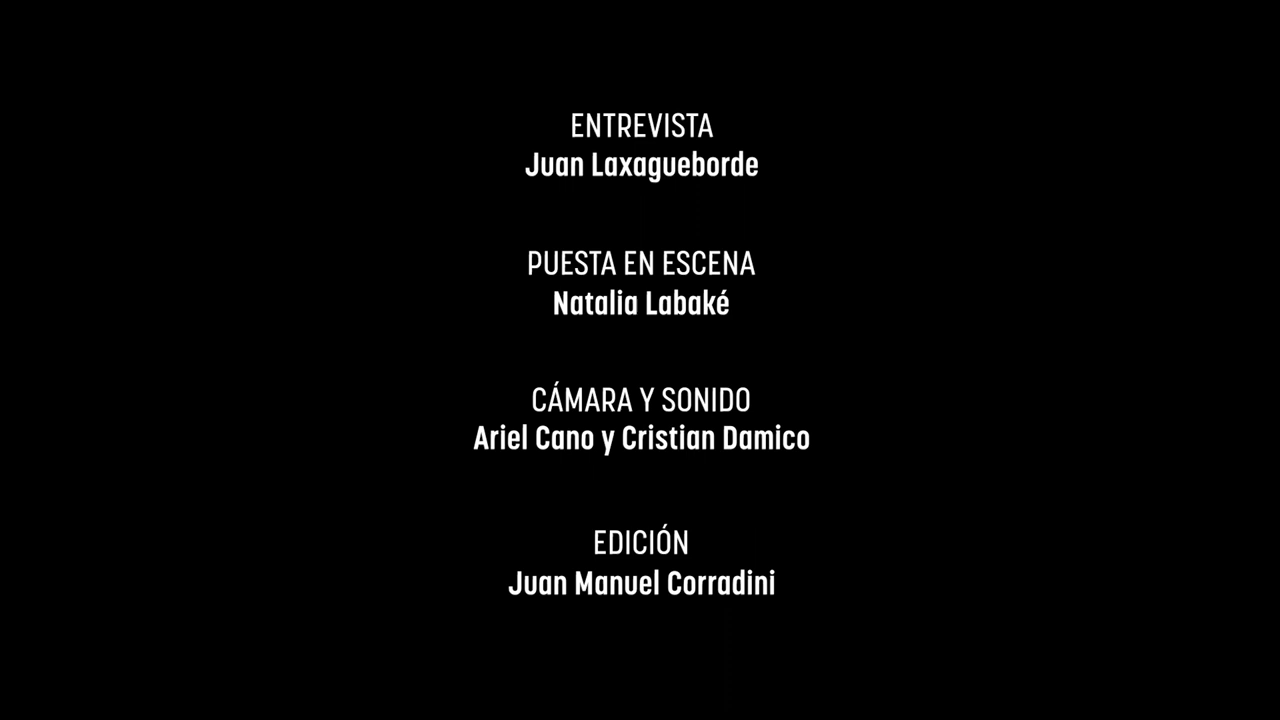 ENTREVISTA
Juan Laxagueborde
PUESTA EN ESCENA
Natalia Labaké
CÁMARA Y SONIDO
Ariel Cano y Cristian Damico
EDICIÓN
Juan Manuel Corradini